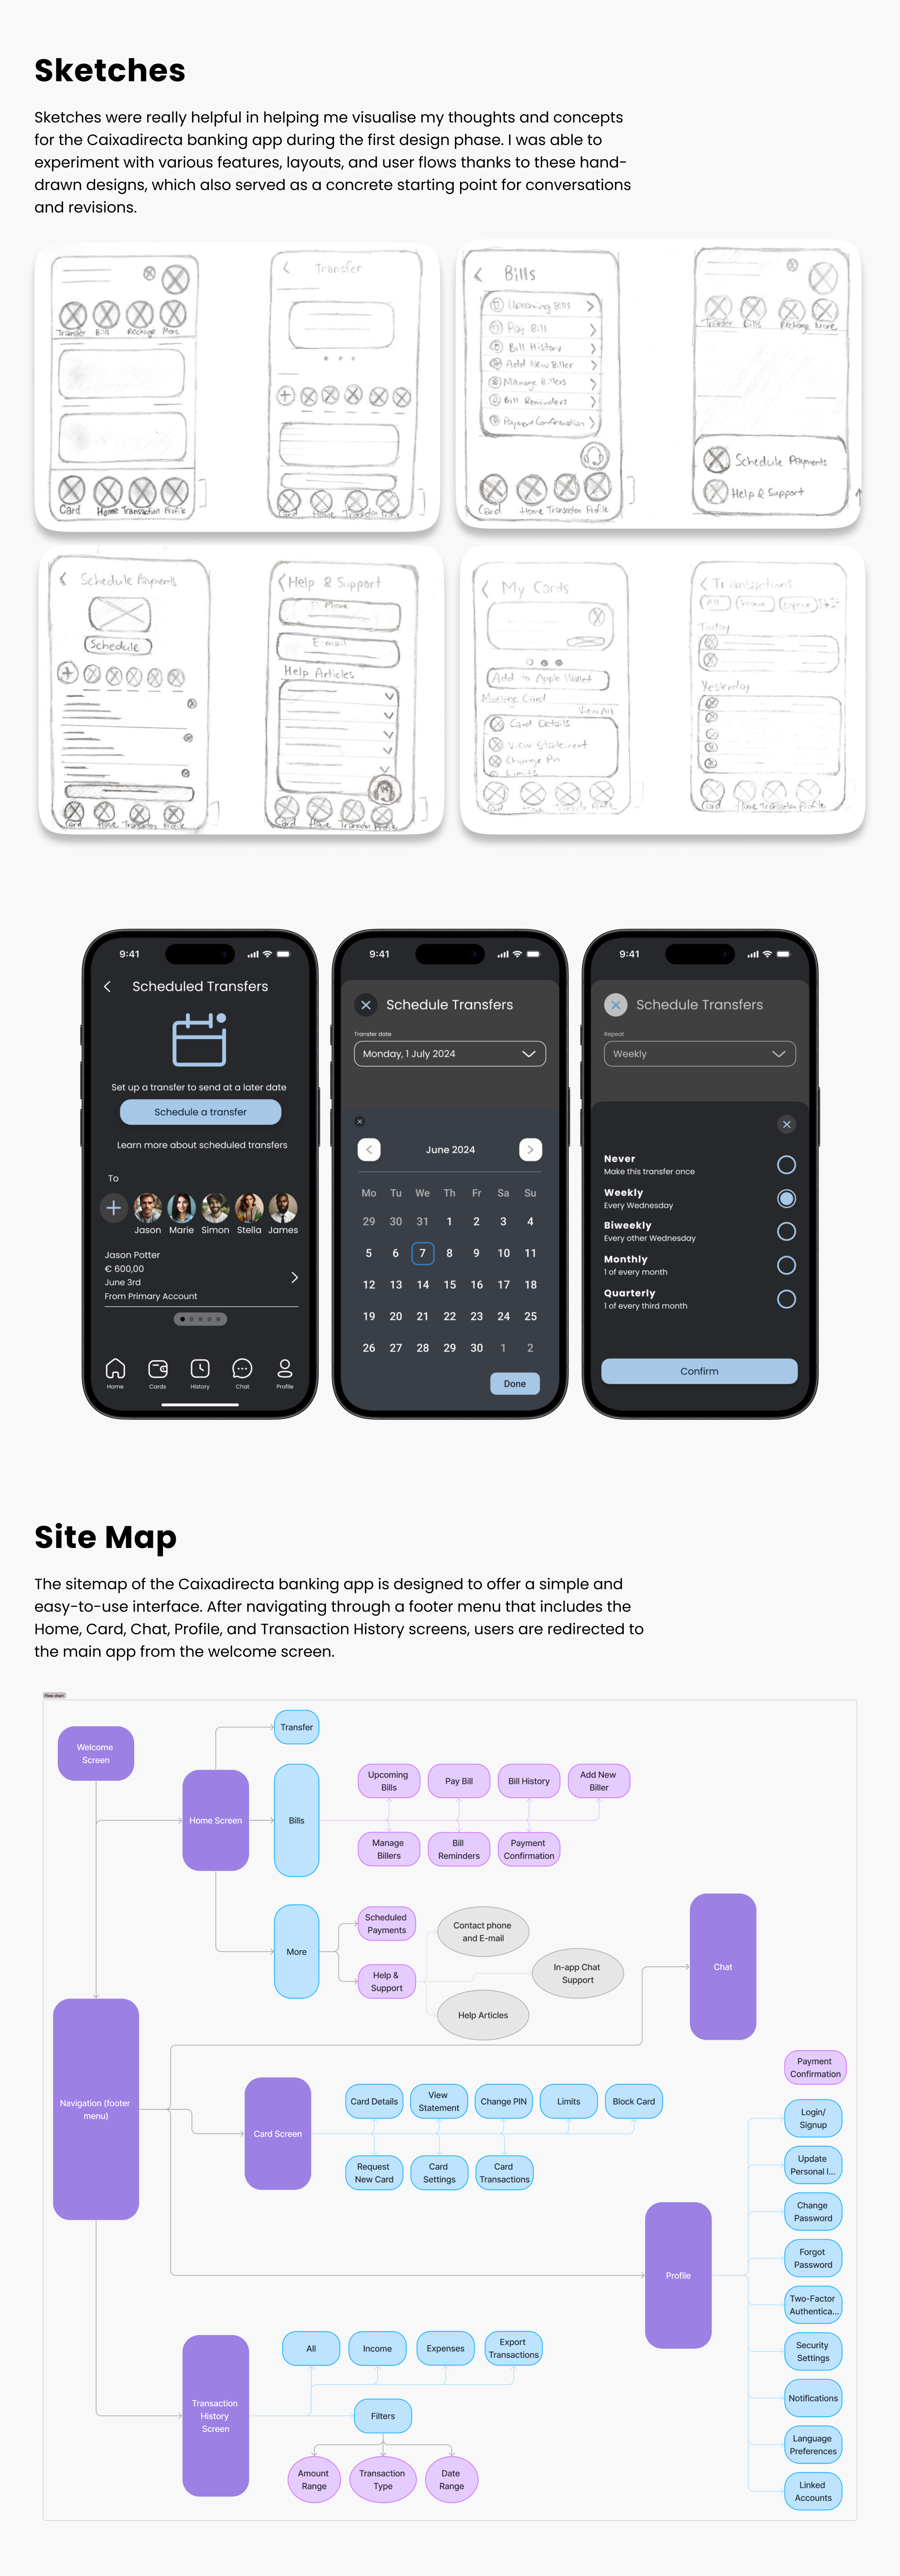 Sketches
Sketches were really helpful in helping me visualise my thoughts and concepts
for the Caixadirecta banking app during the first design phase. I was able to
experiment with various features, layouts, and user flows thanks to these hand-
drawn designs, which also served as a concrete starting point for conversations
and revisions.
Transfer Bills Recharge More
Card Home Transaction Profile
Transfer
Card Home Transaction Profile
Bills
Upcoming Bills
Pay Bill
Bill History
Add New Biller
Manage Billers
Bill Reminders
Payment Confirmation
Card Home Transaction Profile
Transfer Bills Recharge More
Schedule Payments
Help & Support
Schedule Payments
Schedule
Card Home Transaction Profile
Help & Support
Phone
E-mail
Help Articles
Card Home Transaction Profile
My Cards
Add to Apple Wallet
Manage Card
View All
Card Details
View Statement
Change Pin
Limits
Card Home Transaction Profile
Transactions
All
Today
Yesterday
Card Home Transaction Profile
9:41
Scheduled Transfers
Set up a transfer to send at a later date
Schedule a transfer
Learn more about scheduled transfers
To
Jason Marie Simon Stella James
Jason Potter
€ 600,00
June 3rd
From Primary Account
Home Cards History Chat Profile
9:41
Schedule Transfers
Transfer date
Monday, 1 July 2024
June 2024
Mo Tu We Th Fr Sa Su
29 30 31 1 2 3 4
5 6 7 8 9 10 11
12 13 14 15 16 17 18
19 20 21 22 23 24 25
26 27 28 29 30 1 2
Done
9:41
Schedule Transfers
Repeat
Weekly
Never
Make this transfer once
Weekly
Every Wednesday
Biweekly
Every other Wednesday
Monthly
1 of every month
Quarterly
1 of every third month
Confirm
Site Map
The sitemap of the Caixadirecta banking app is designed to offer a simple and
easy-to-use interface. After navigating through a footer menu that includes the
Home, Card, Chat, Profile, and Transaction History screens, users are redirected to
the main app from the welcome screen.
Flow chart
Welcome
Screen
Transfer
Home Screen
Bills
Upcoming
Bills
Pay Bill
Bill History
Add New
Biller
Manage
Billers
Bill
Reminders
Payment
Confirmation
More
Scheduled
Payments
Help &
Support
Contact phone
and E-mail
In-app Chat
Support
Help Articles
Chat
Navigation (footer
menu)
Card Screen
Card Details
View
Statement
Change PIN
Limits
Block Card
Request
New Card
Card
Settings
Card
Transactions
Payment
Confirmation
Profile
Login/
Signup
Update
Personal I...
Change
Password
Forgot
Password
Two-Factor
Authentica...
Security
Settings
Notifications
Language
Preferences
Linked
Accounts
Transaction
History
Screen
All
Income
Expenses
Export
Transactions
Filters
Amount
Range
Transaction
Type
Date
Range